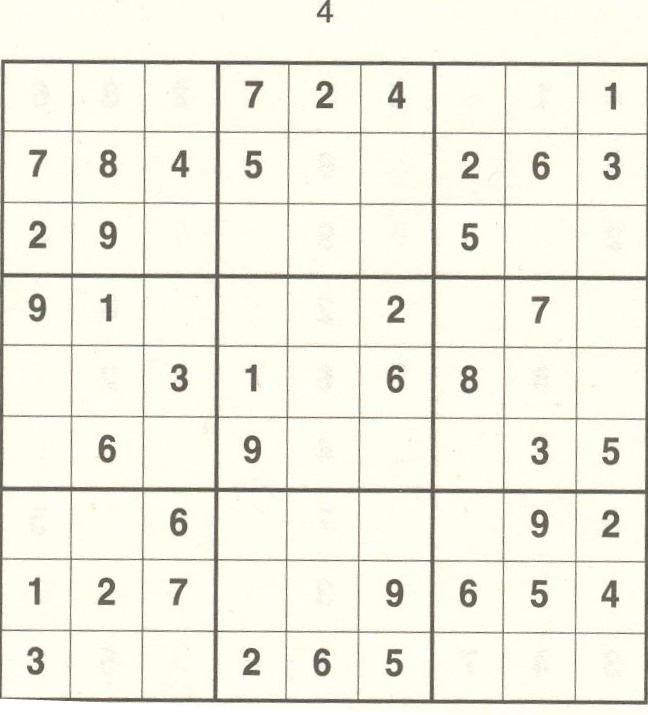 4
7 2 4 1
7 8 4 5 2 6 3
2 9 5
9 1 2 7
3 1 6 8
6 9 3 5
6 9 2
1 2 7 9 6 5 4
3 2 6 5